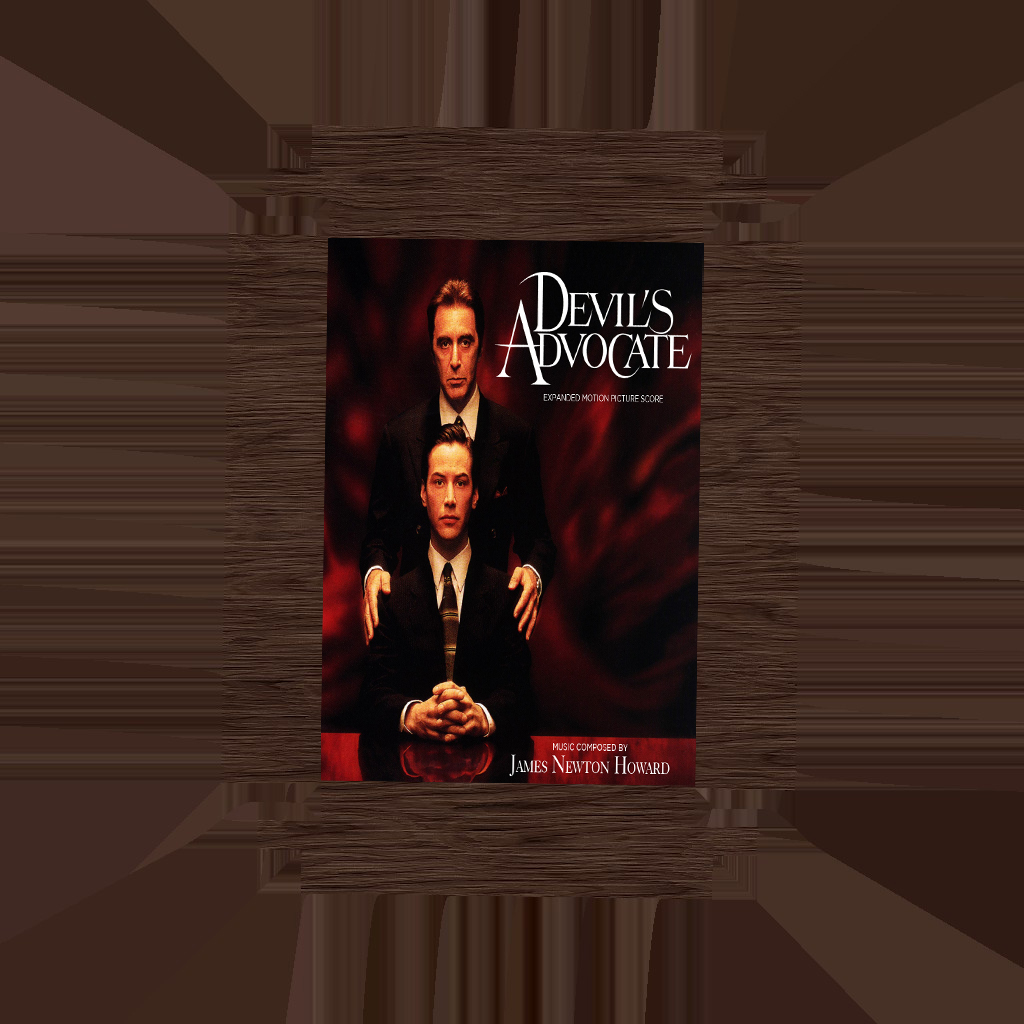 DEVIL'S
ADVOCATE
EXPANDED MOTION PICTURE SCORE
MUSIC COMPOSED BY
JAMES NEWTON HOWARD